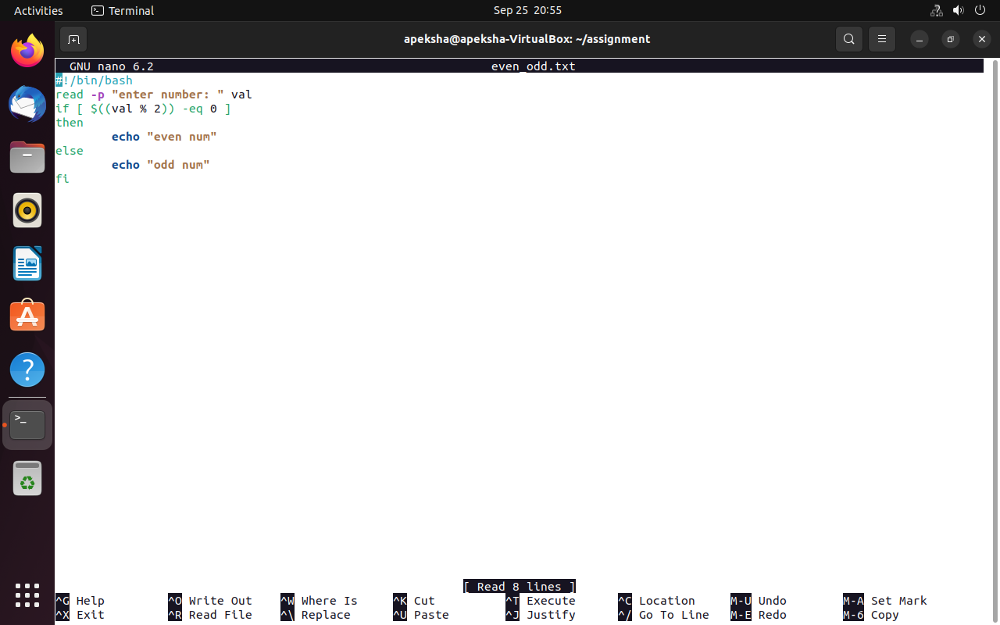 Activities Terminal Sep 25 20:55
apeksha@apeksha-VirtualBox: ~/assignment
GNU nano 6.2 even_odd.txt
#!/bin/bash
read -p "enter number: " val
if [ $((val % 2)) -eq 0 ]
then
        echo "even num"
else
        echo "odd num"
fi
[ Read 8 lines ]
^G Help ^O Write Out ^W Where Is ^K Cut ^T Execute ^C Location M-U Undo M-A Set Mark
^X Exit ^R Read File ^\ Replace ^U Paste ^J Justify ^/ Go To Line M-E Redo M-6 Copy